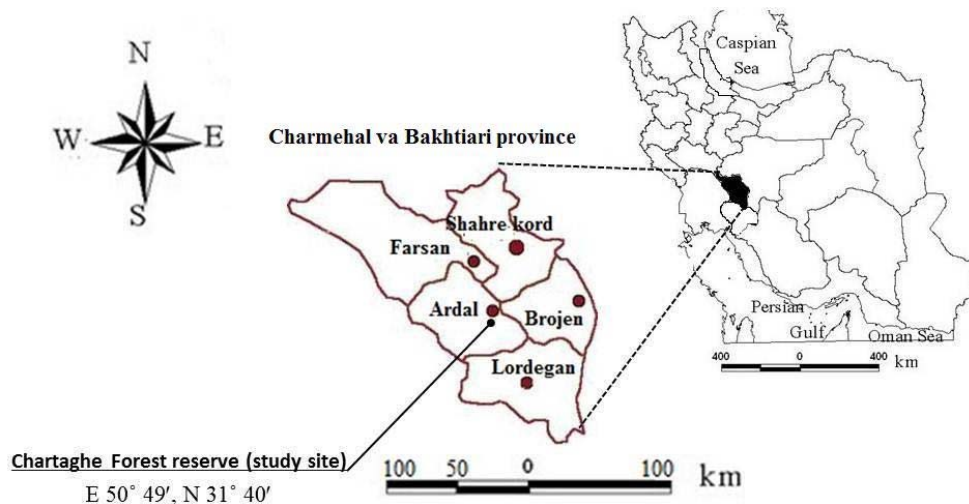 N
W E
S
Charmehal va Bakhtiari province
Shahre kord
Farsan
Ardal
Brojen
Lordegan
Chartaghe Forest reserve (study site)
E 50° 49', N 31° 40'
100 50 0 100
km
Caspian
Sea
Persian
Gulf
Oman Sea
400 0 400
km